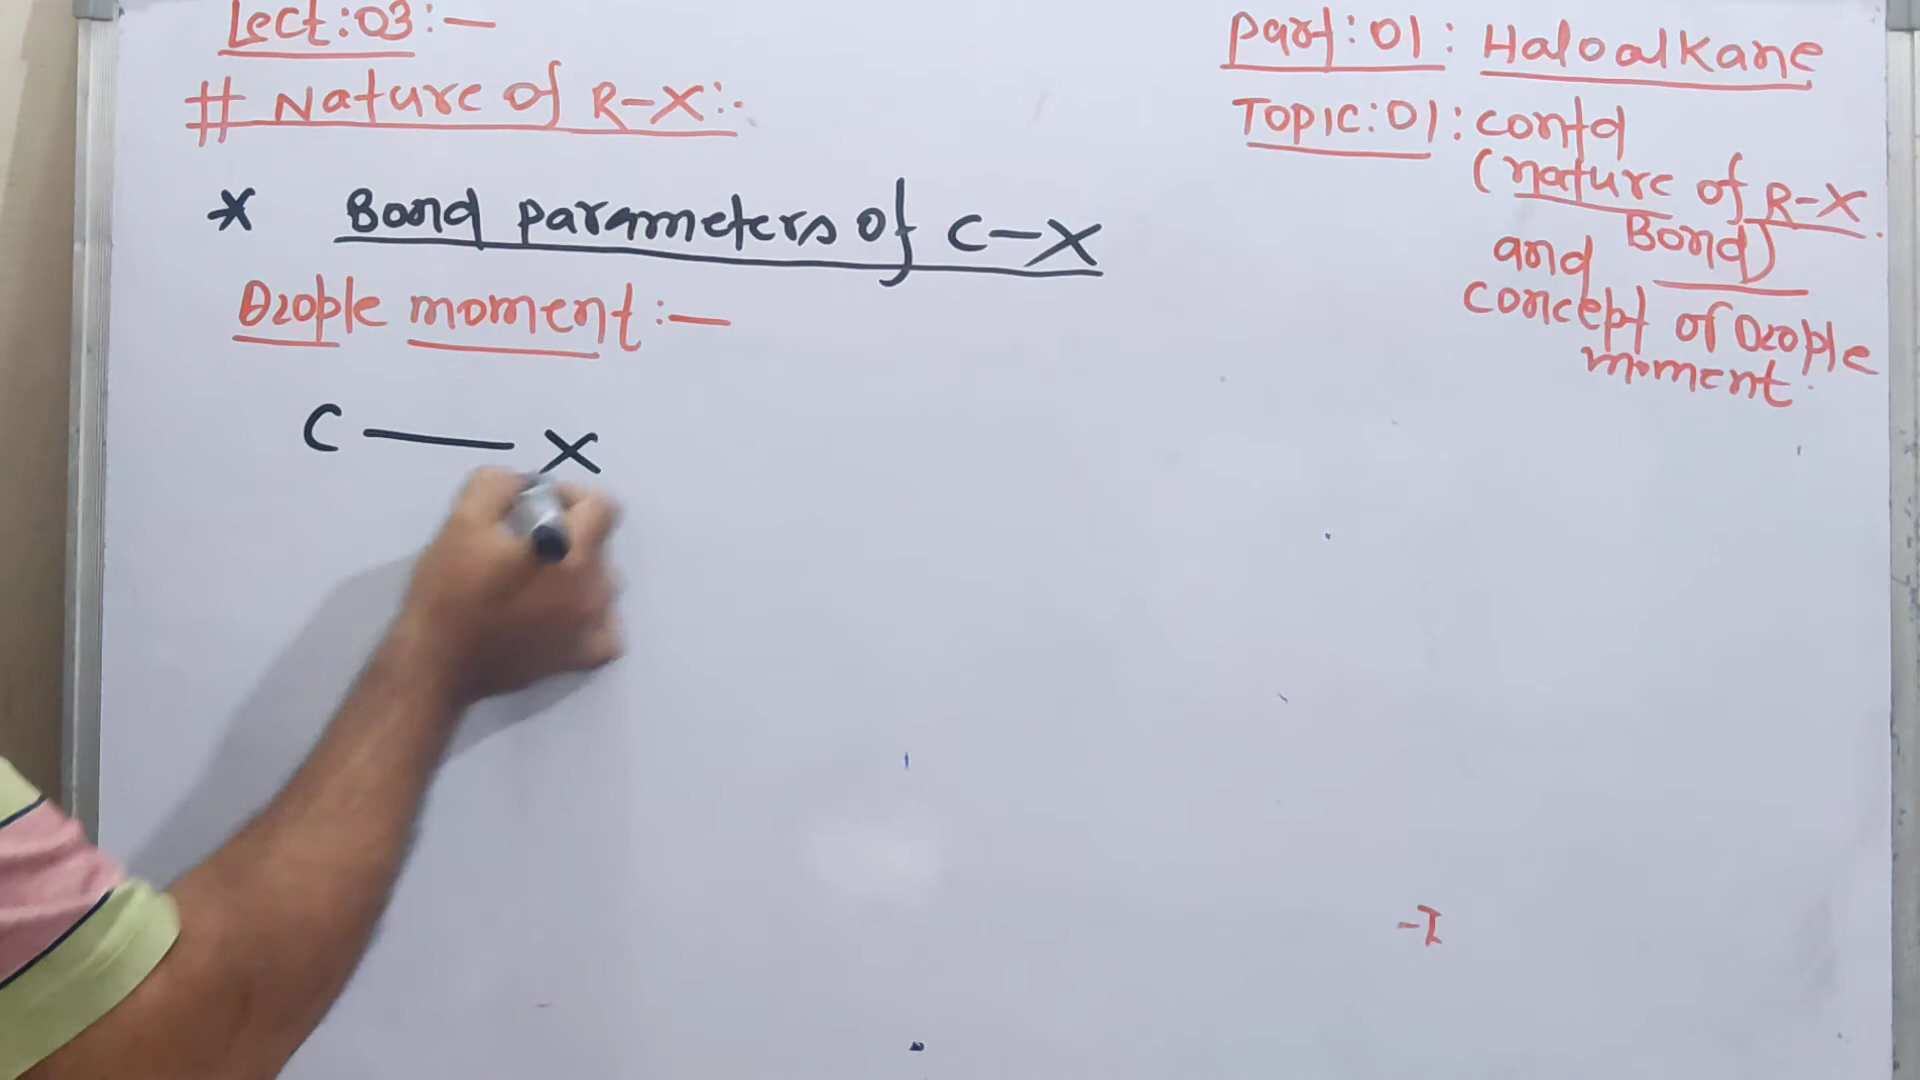 Lect:03:—
# Nature of R-X:-
* Bond parameters of C-X
Dipole moment:—
C — X
Part:01: Haloalkane
Topic:01: contd
(nature of R-X
Bond)
and
concept of Dipole
moment.
-I